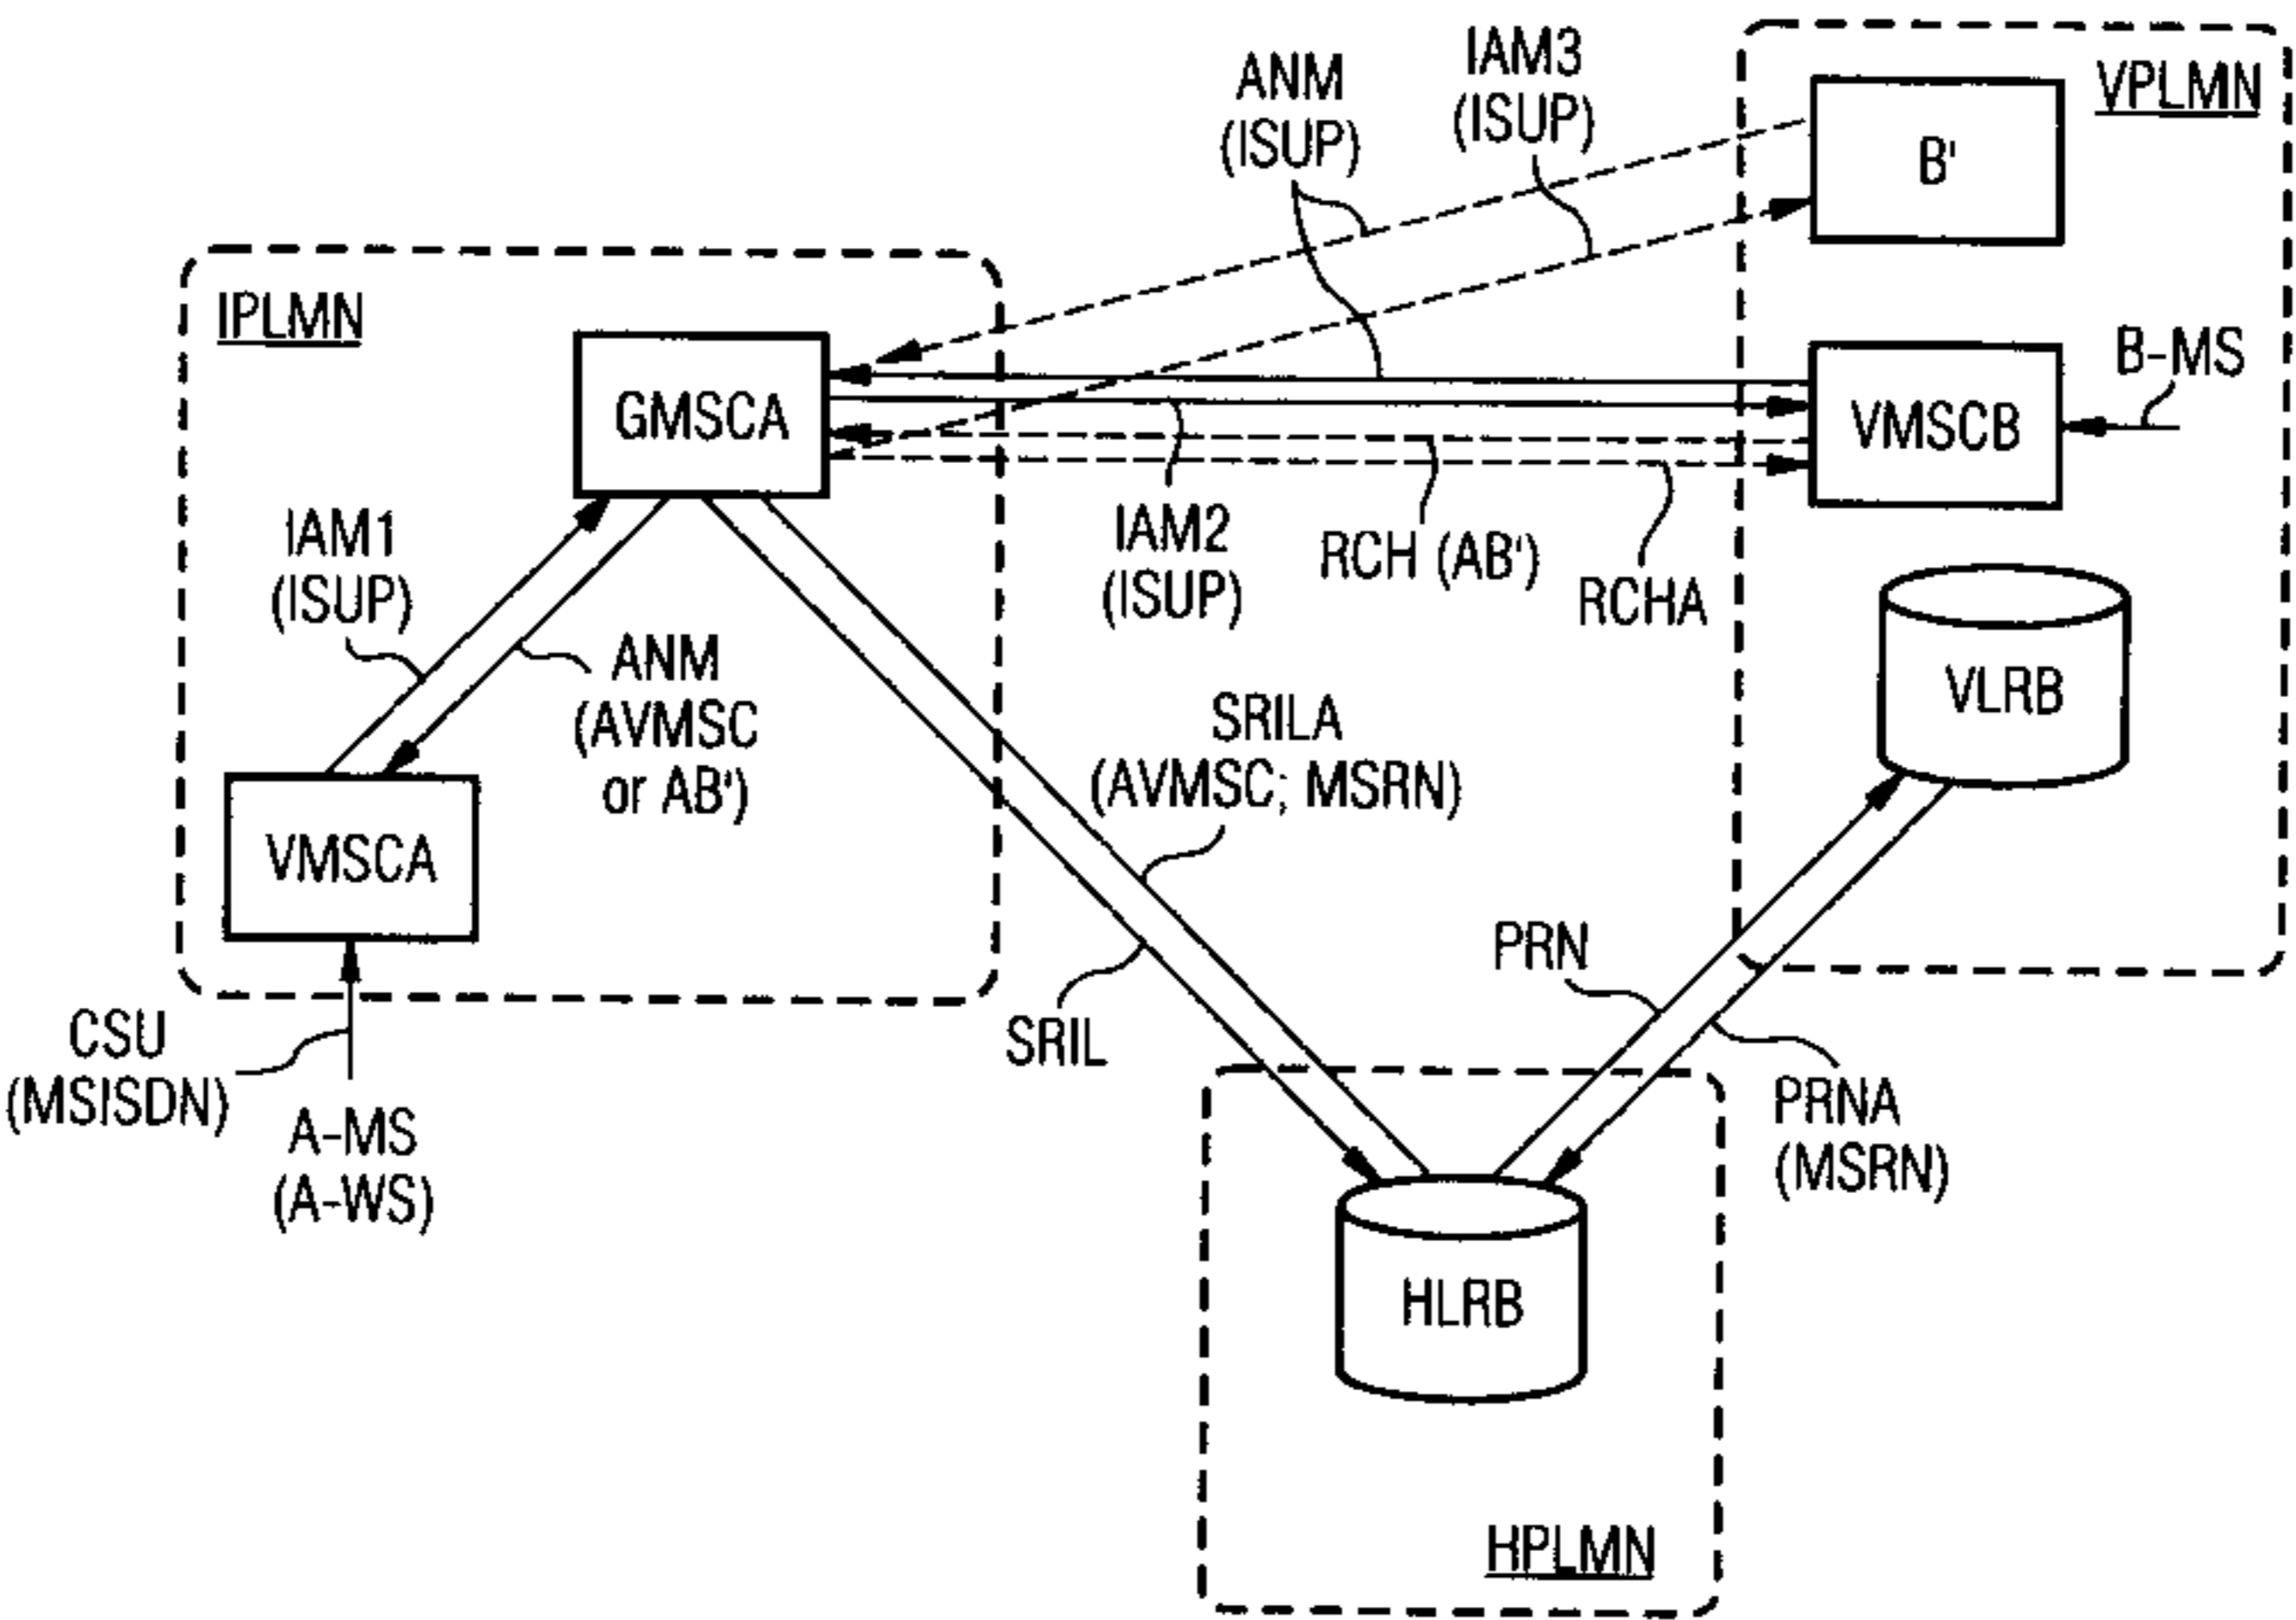 IAM3
(ISUP)
ANM
(ISUP)
VPLMN
B'
IPLMN
GMSCA
B-MS
VMSCB
IAM1
(ISUP)
IAM2
(ISUP)
RCH (AB')
RCHA
ANM
(AVMSC
or AB')
VLRB
SRILA
(AVMSC; MSRN)
VMSCA
PRN
CSU
(MSISDN)
SRIL
A-MS
(A-WS)
PRNA
(MSRN)
HLRB
HPLMN